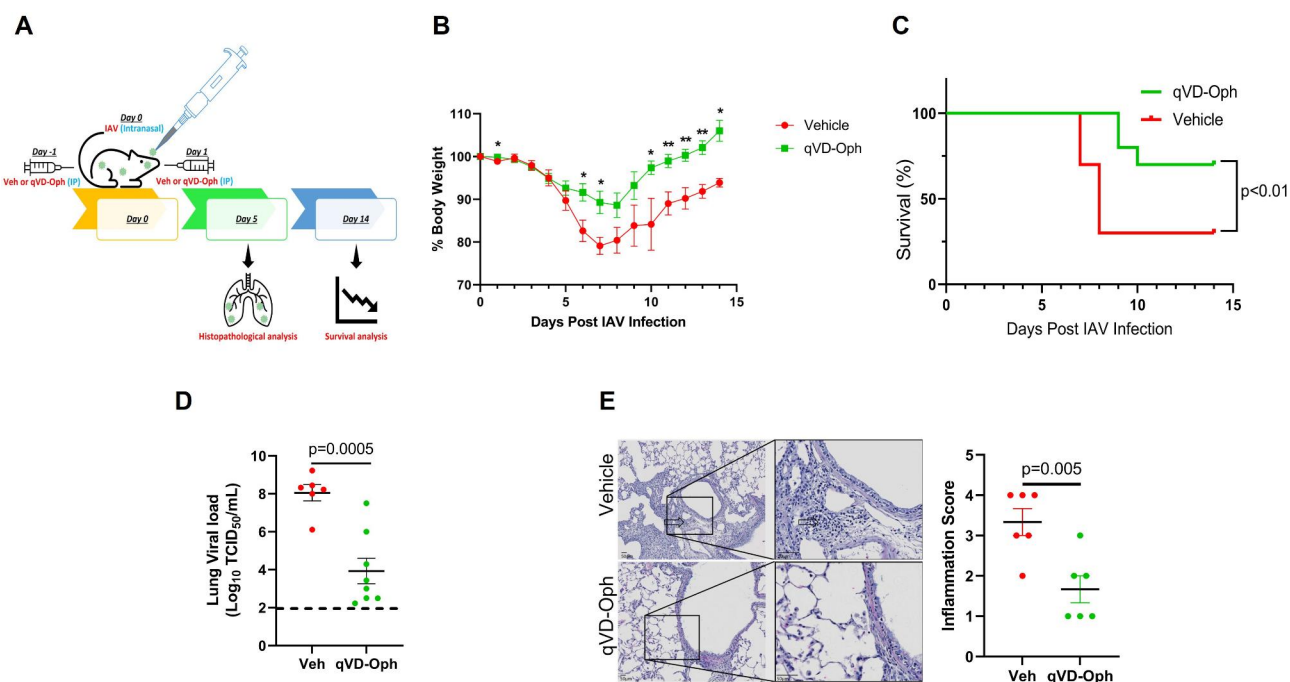 A
Day 0
IAV (Intranasal)
Day -1
Veh or qVD-Oph (IP)
Day 1
Veh or qVD-Oph (IP)
Day 0
Day 5
Day 14
Histopathological analysis
Survival analysis
B
110
100
90
80
70
% Body Weight
0
5
10
15
Days Post IAV Infection
*
*
*
*
**
**
**
*
Vehicle
qVD-Oph
C
100
50
0
Survival (%)
0
5
10
15
Days Post IAV Infection
qVD-Oph
Vehicle
p<0.01
D
p=0.0005
10
8
6
4
2
0
Lung Viral load
(Log10 TCID50/mL)
Veh
qVD-Oph
E
Vehicle
qVD-Oph
p=0.005
5
4
3
2
1
0
Inflammation Score
Veh
qVD-Oph